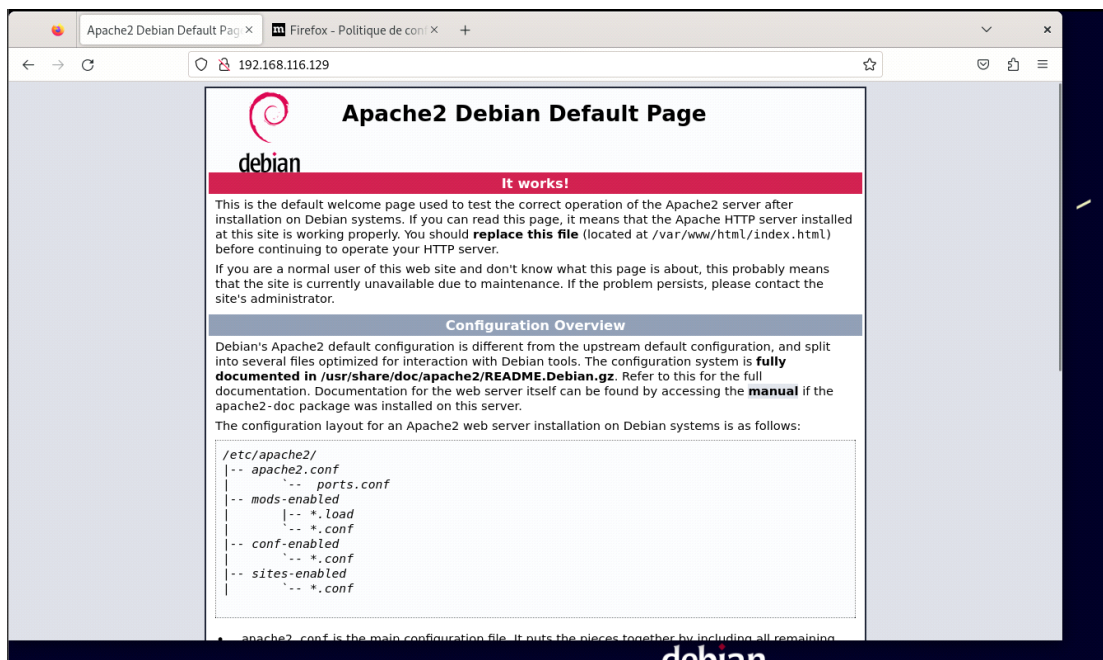 Apache2 Debian Default Pag
Firefox - Politique de conf
192.168.116.129
debian
Apache2 Debian Default Page
It works!
This is the default welcome page used to test the correct operation of the Apache2 server after
installation on Debian systems. If you can read this page, it means that the Apache HTTP server installed
at this site is working properly. You should replace this file (located at /var/www/html/index.html)
before continuing to operate your HTTP server.
If you are a normal user of this web site and don't know what this page is about, this probably means
that the site is currently unavailable due to maintenance. If the problem persists, please contact the
site's administrator.
Configuration Overview
Debian's Apache2 default configuration is different from the upstream default configuration, and split
into several files optimized for interaction with Debian tools. The configuration system is fully
documented in /usr/share/doc/apache2/README.Debian.gz. Refer to this for the full
documentation. Documentation for the web server itself can be found by accessing the manual if the
apache2-doc package was installed on this server.
The configuration layout for an Apache2 web server installation on Debian systems is as follows:
/etc/apache2/
|-- apache2.conf
|       `--  ports.conf
|-- mods-enabled
|       |-- *.load
|       `-- *.conf
|-- conf-enabled
|       `-- *.conf
|-- sites-enabled
|       `-- *.conf
• apache2.conf is the main configuration file. It puts the pieces together by including all remaining
debian